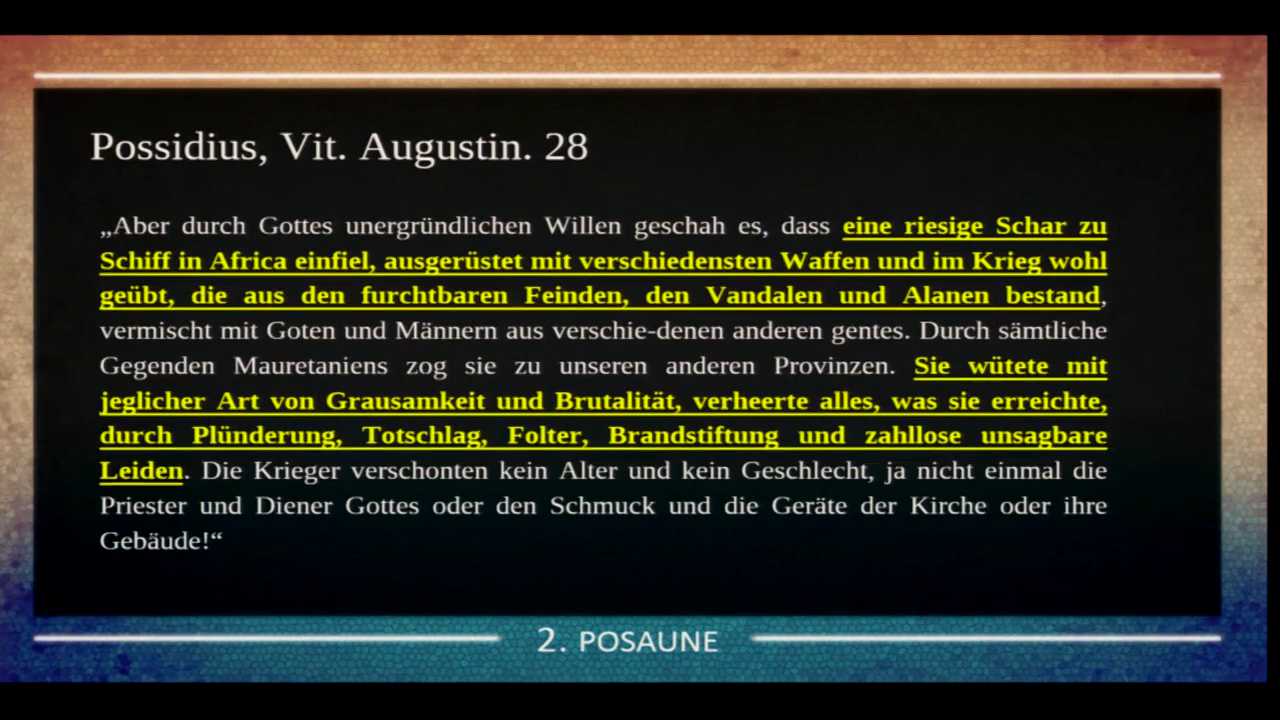 Possidius, Vit. Augustin. 28
„Aber durch Gottes unergründlichen Willen geschah es, dass eine riesige Schar zu
Schiff in Africa einfiel, ausgerüstet mit verschiedensten Waffen und im Krieg wohl
geübt, die aus den furchtbaren Feinden, den Vandalen und Alanen bestand,
vermischt mit Goten und Männern aus verschie-denen anderen gentes. Durch sämtliche
Gegenden Mauretaniens zog sie zu unseren anderen Provinzen. Sie wütete mit
jeglicher Art von Grausamkeit und Brutalität, verheerte alles, was sie erreichte,
durch Plünderung, Totschlag, Folter, Brandstiftung und zahllose unsagbare
Leiden. Die Krieger verschonten kein Alter und kein Geschlecht, ja nicht einmal die
Priester und Diener Gottes oder den Schmuck und die Geräte der Kirche oder ihre
Gebäude!“
2. POSAUNE